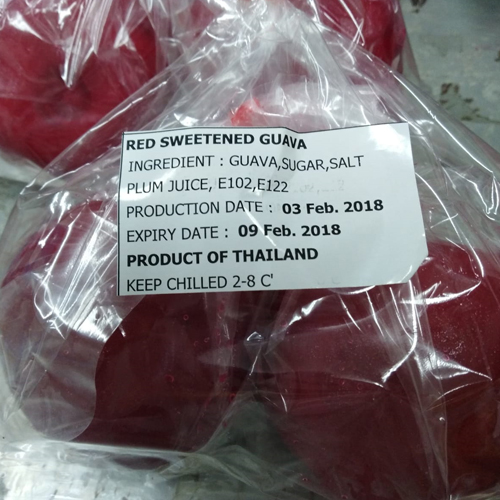 RED SWEETENED GUAVA
INGREDIENT : GUAVA,SUGAR,SALT
PLUM JUICE, E102,E122
PRODUCTION DATE : 03 Feb. 2018
EXPIRY DATE : 09 Feb. 2018
PRODUCT OF THAILAND
KEEP CHILLED 2-8 C'